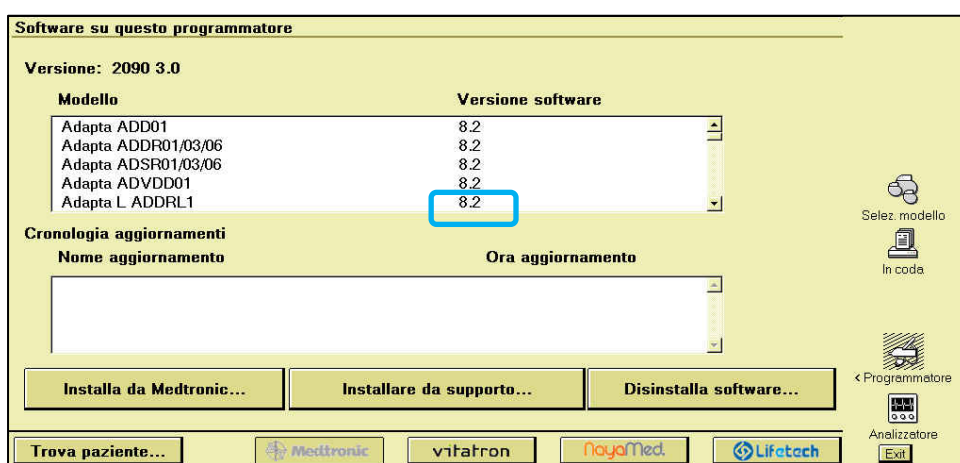 Software su questo programmatore
Versione: 2090 3.0
Modello Versione software
Adapta ADD01 8.2
Adapta ADDR01/03/06 8.2
Adapta ADSR01/03/06 8.2
Adapta ADVDD01 8.2
Adapta L ADDRL1 8.2
Selez. modello
Cronologia aggiornamenti
Nome aggiornamento Ora aggiornamento
In coda
Installa da Medtronic... Installare da supporto... Disinstalla software...
< Programmatore
Analizzatore
Trova paziente... Medtronic vitatron NayaMed. Lifetech Exit